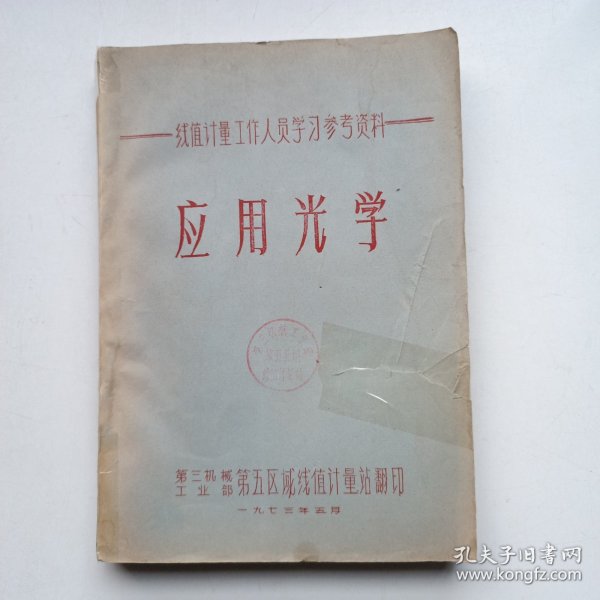 线值计量工作人员学习参考资料
应用光学
第三机械
工业部
第五区域线值计量站翻印
一九七三年五月
孔夫子旧书网
www.kongfz.com